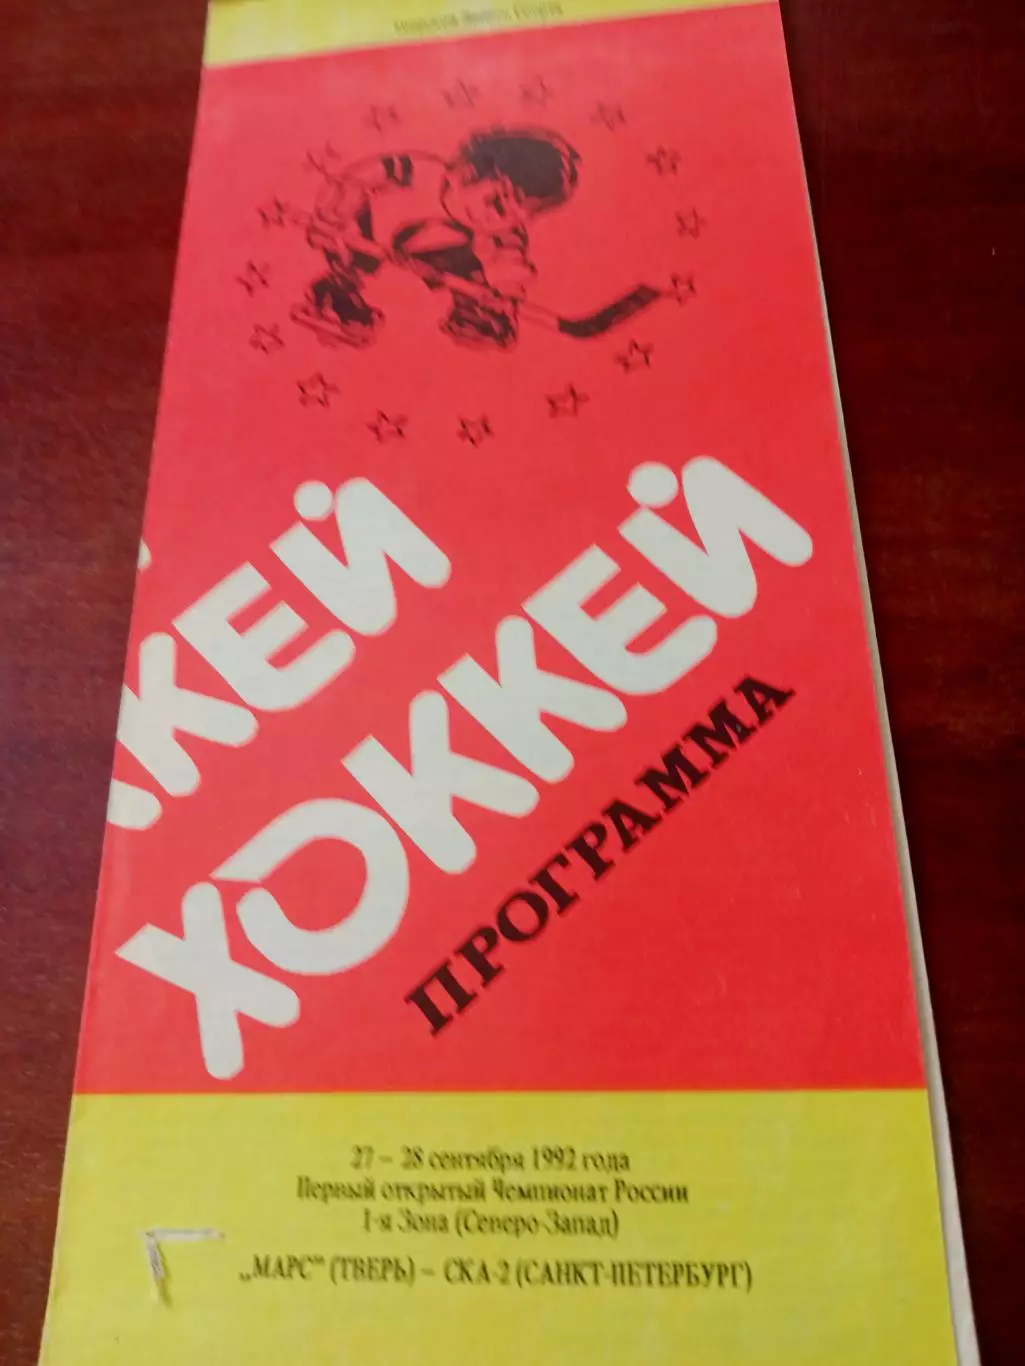 ХОККЕЙ
ККЕЙ
ПРОГРАММА
27 – 28 сентября 1992 года
Первый открытый Чемпионат России
1-я Зона (Северо-Запад)
„МАРС" (ТВЕРЬ) – СКА-2 (САНКТ-ПЕТЕРБУРГ)